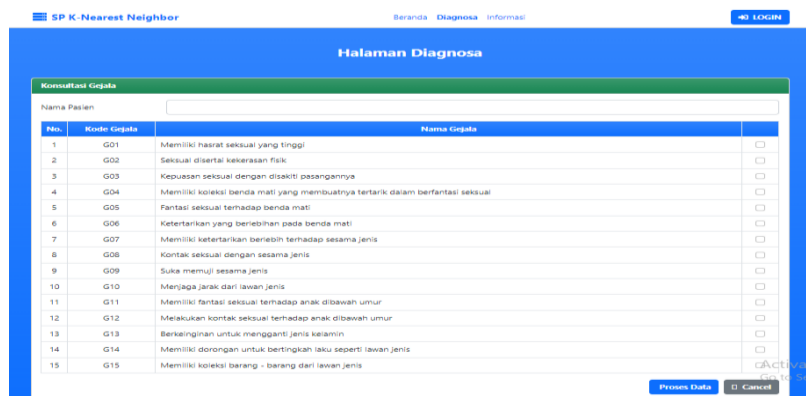 SP K-Nearest Neighbor Beranda Diagnosa Informasi LOGIN
Halaman Diagnosa
Konsultasi Gejala
Nama Pasien
No. Kode Gejala Nama Gejala
1 G01 Memiliki hasrat seksual yang tinggi
2 G02 Seksual disertai kekerasan fisik
3 G03 Kepuasan seksual dengan disakiti pasangannya
4 G04 Memiliki koleksi benda mati yang membuatnya tertarik dalam berfantasi seksual
5 G05 Fantasi seksual terhadap benda mati
6 G06 Ketertarikan yang berlebihan pada benda mati
7 G07 Memiliki ketertarikan berlebih terhadap sesama jenis
8 G08 Kontak seksual dengan sesama jenis
9 G09 Suka memuji sesama jenis
10 G10 Menjaga jarak dari lawan jenis
11 G11 Memiliki fantasi seksual terhadap anak dibawah umur
12 G12 Melakukan kontak seksual terhadap anak dibawah umur
13 G13 Berkeinginan untuk mengganti jenis kelamin
14 G14 Memiliki dorongan untuk bertingkah laku seperti lawan jenis
15 G15 Memiliki koleksi barang - barang dari lawan jenis
Activa
Go to Se
Proses Data Cancel